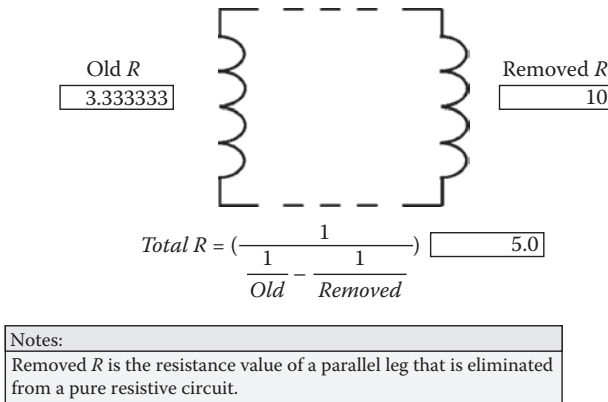 Old R
3.333333
Removed R
10
Total R = (1 / (1/Old − 1/Removed)) 5.0
Notes:
Removed R is the resistance value of a parallel leg that is eliminated
from a pure resistive circuit.